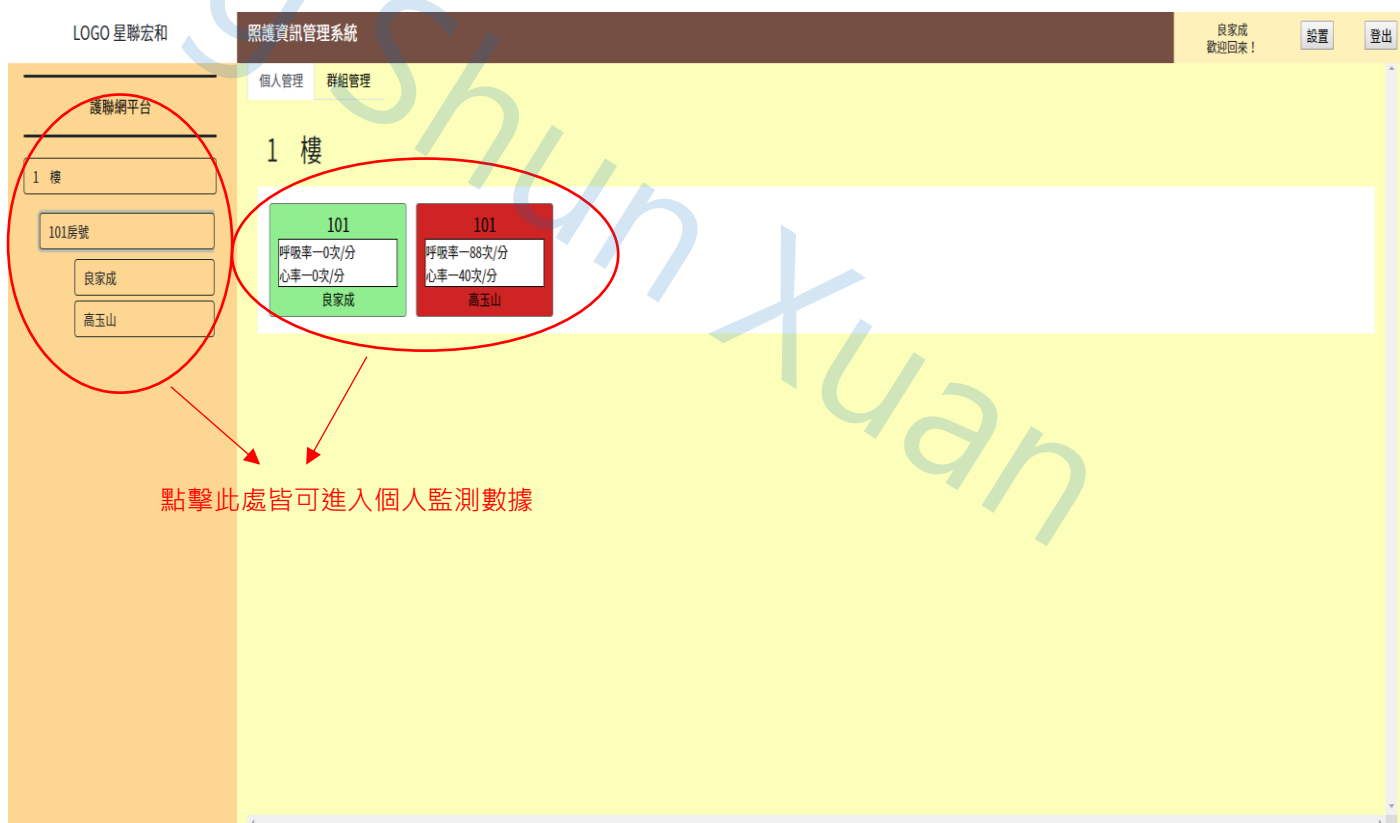 LOGO 星聯宏和
照護資訊管理系統
良家成
歡迎回來！
設置
登出
護聯網平台
1 樓
101房號
良家成
高玉山
個人管理
群組管理
1 樓
101
呼吸率一0次/分
心率一0次/分
良家成
101
呼吸率一88次/分
心率一40次/分
高玉山
點擊此處皆可進入個人監測數據
g Shun Xuan